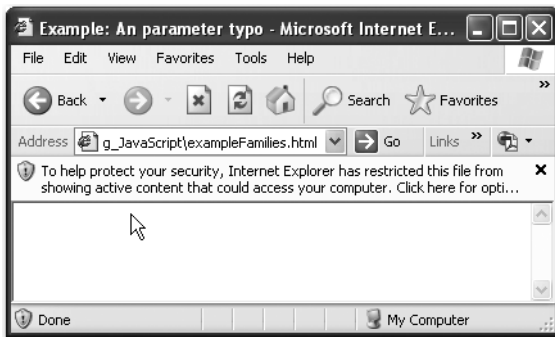 Example: An parameter typo - Microsoft Internet E...
File Edit View Favorites Tools Help
Back Search Favorites »
Address g_JavaScript\exampleFamilies.html Go Links »
To help protect your security, Internet Explorer has restricted this file from
showing active content that could access your computer. Click here for opti...
Done My Computer